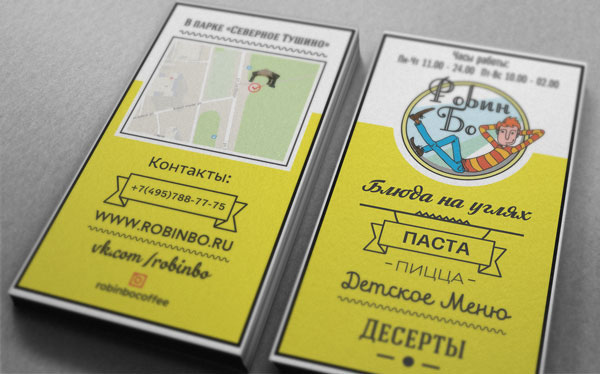 В ПАРКЕ «СЕВЕРНОЕ ТУШИНО»
Контакты:
+7(495)788-77-75
WWW.ROBINBO.RU
vk.com/robinbo
robinbocoffee
Часы работы:
Пн-Чт 11.00 - 24.00 Пт-Вс 10.00 - 02.00
Робин
Бо
Блюда на углях
ПАСТА
-ПИЦЦА-
Детское Меню
ДЕСЕРТЫ